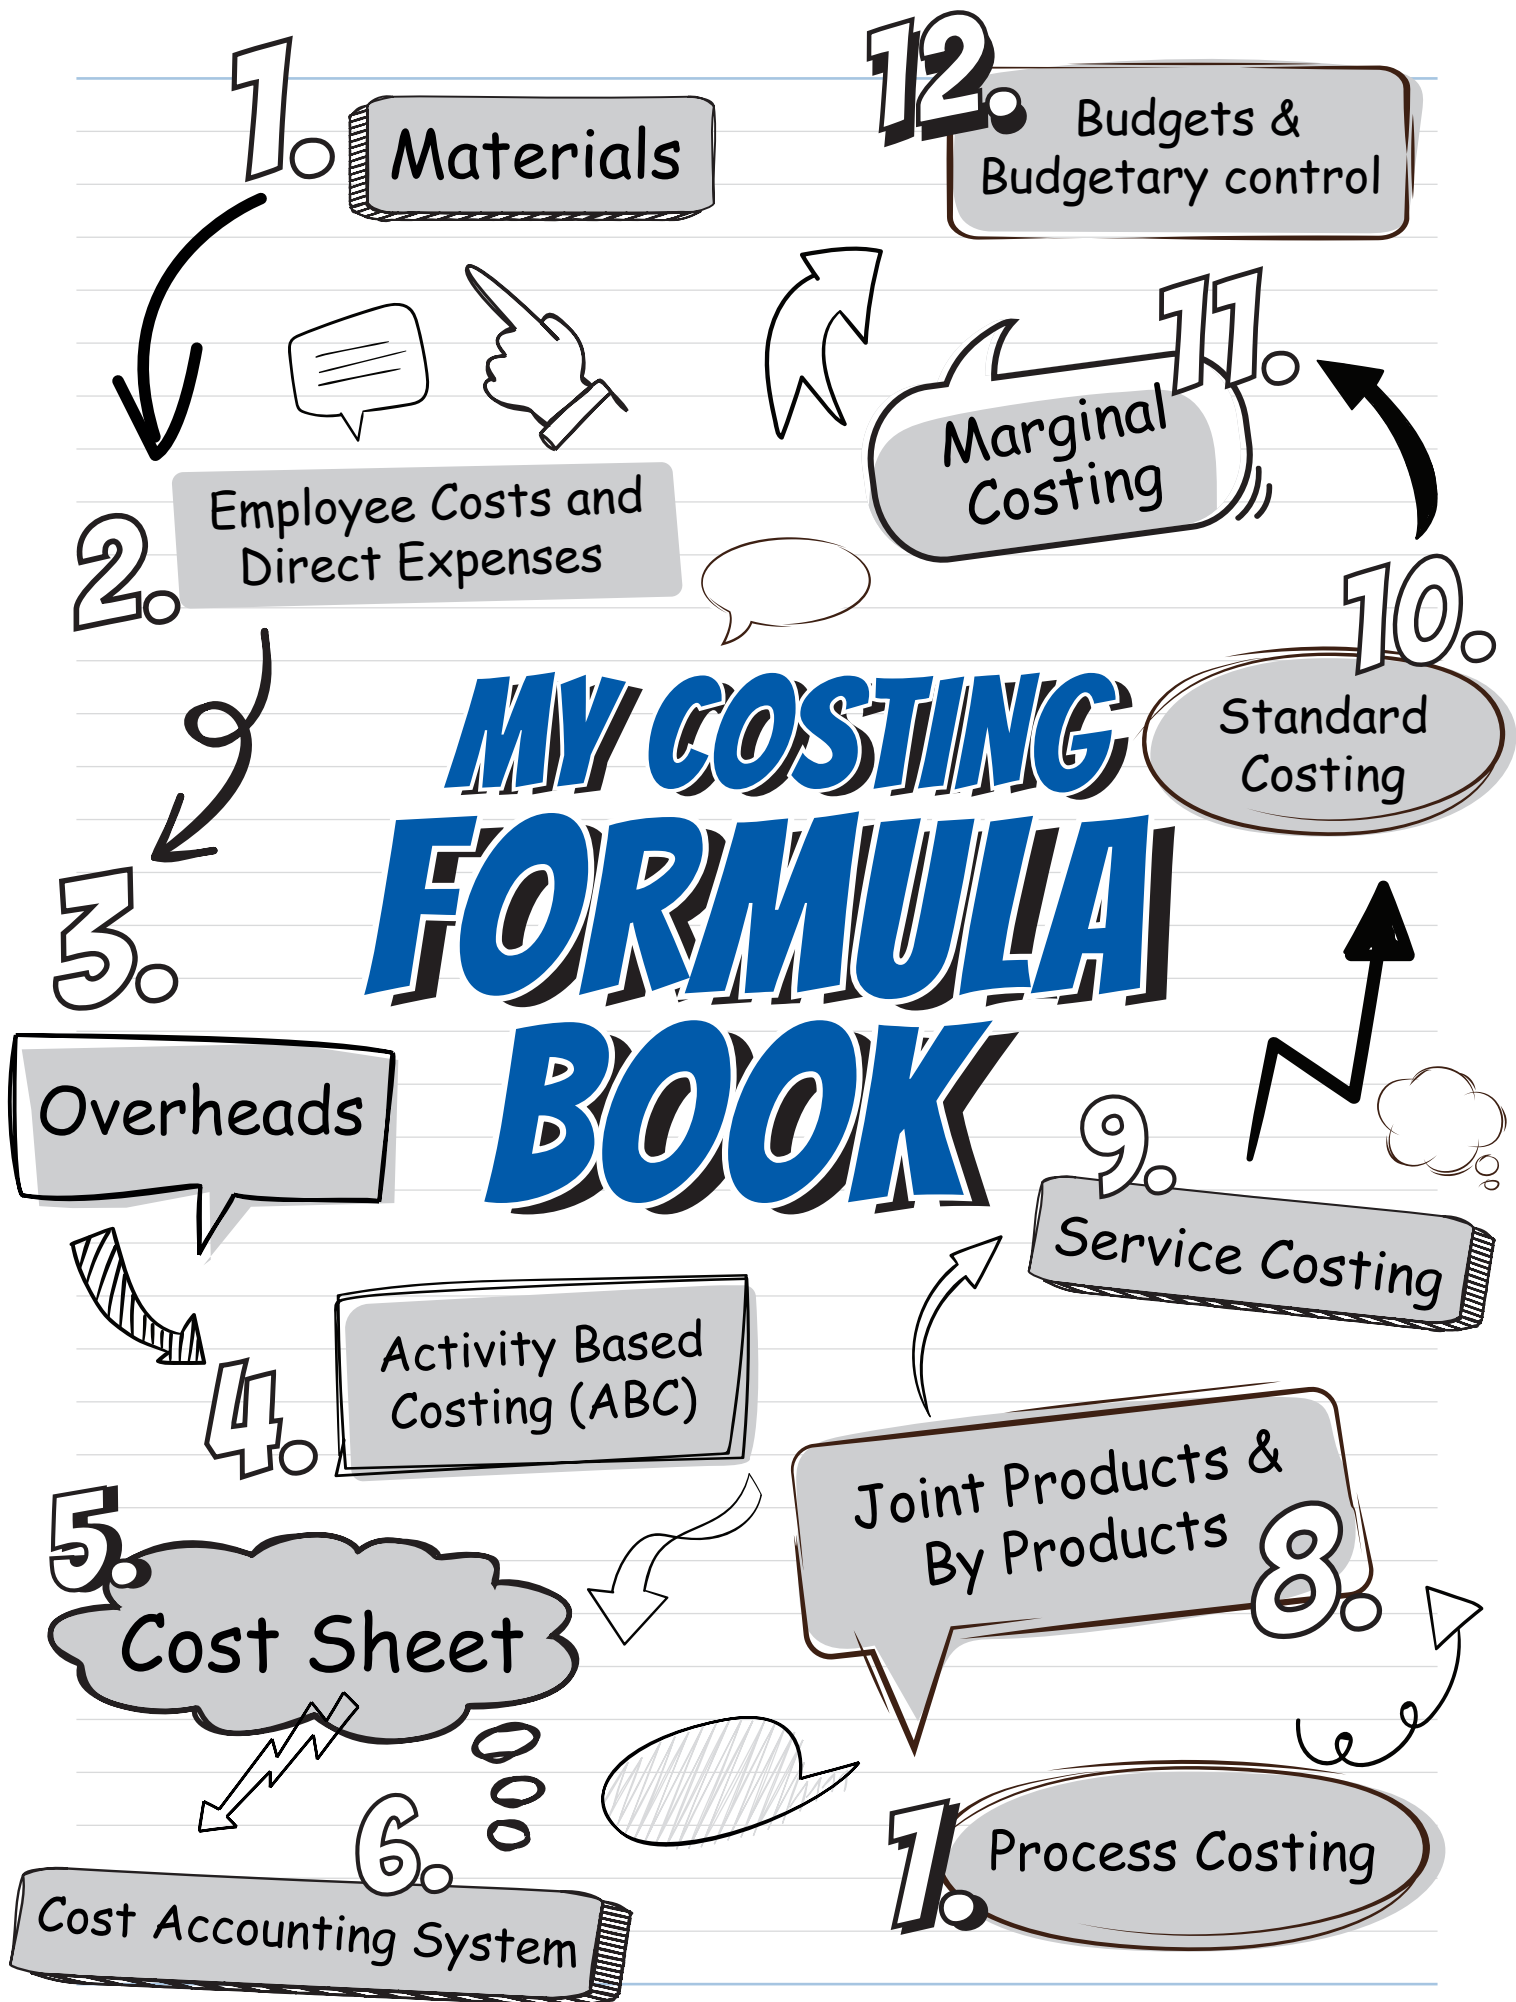 1.
Materials
2.
Employee Costs and
Direct Expenses
3.
Overheads
4.
Activity Based
Costing (ABC)
5.
Cost Sheet
6.
Cost Accounting System
1.
Process Costing
8.
Joint Products &
By Products
9.
Service Costing
10.
Standard
Costing
11.
Marginal
Costing
12.
Budgets &
Budgetary control
MY COSTING
FORMULA
BOOK